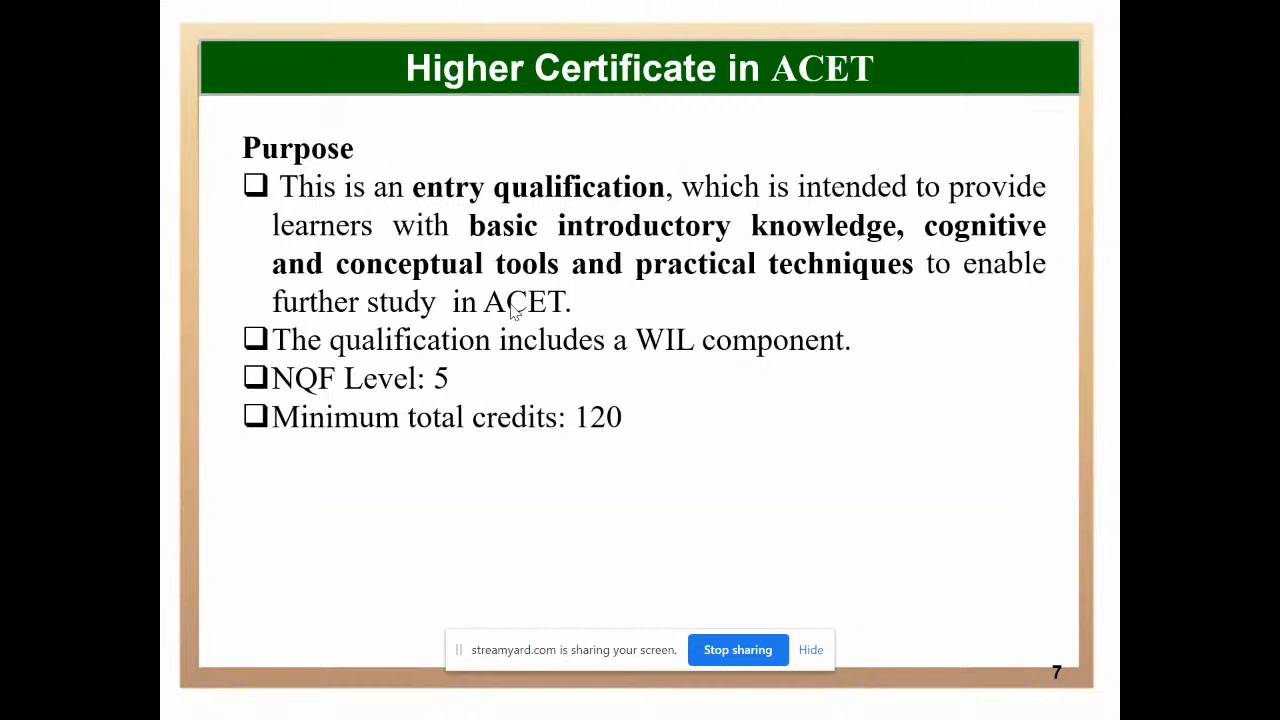 Higher Certificate in ACET
Purpose
❑ This is an entry qualification, which is intended to provide
learners with basic introductory knowledge, cognitive
and conceptual tools and practical techniques to enable
further study in ACET.
❑The qualification includes a WIL component.
❑NQF Level: 5
❑Minimum total credits: 120
streamyard.com is sharing your screen. Stop sharing Hide
7